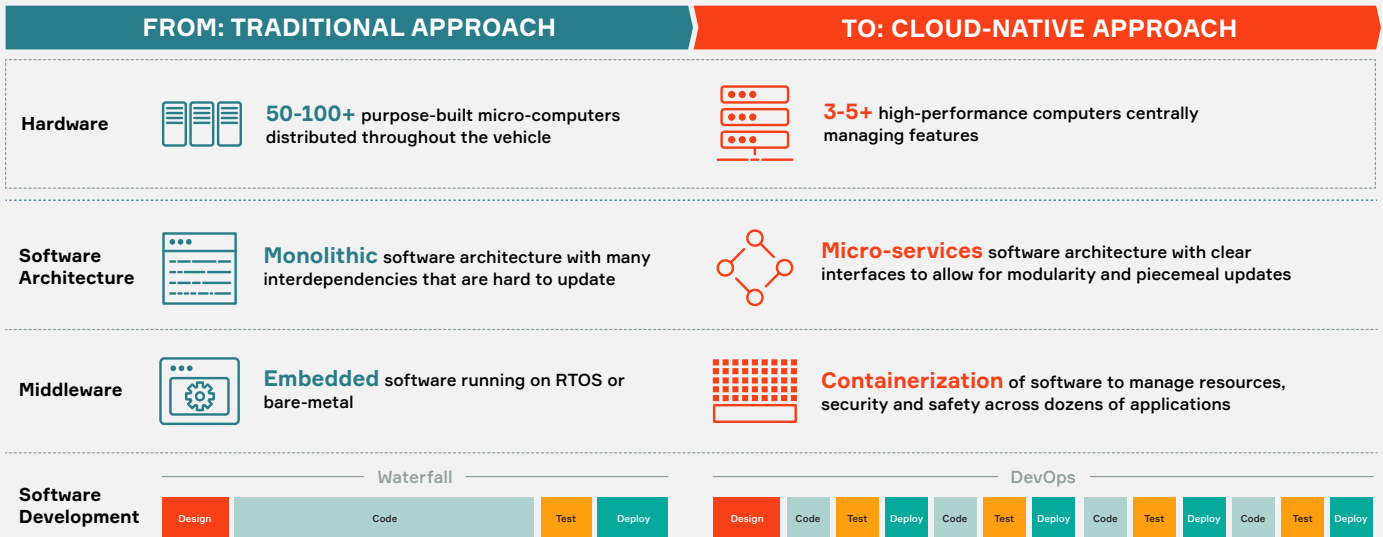 FROM: TRADITIONAL APPROACH
TO: CLOUD-NATIVE APPROACH
Hardware
50-100+ purpose-built micro-computers
distributed throughout the vehicle
3-5+ high-performance computers centrally
managing features
Software
Architecture
Monolithic software architecture with many
interdependencies that are hard to update
Micro-services software architecture with clear
interfaces to allow for modularity and piecemeal updates
Middleware
Embedded software running on RTOS or
bare-metal
Containerization of software to manage resources,
security and safety across dozens of applications
Software
Development
Waterfall
Design Code Test Deploy
DevOps
Design Code Test Deploy Code Test Deploy Code Test Deploy Code Test Deploy